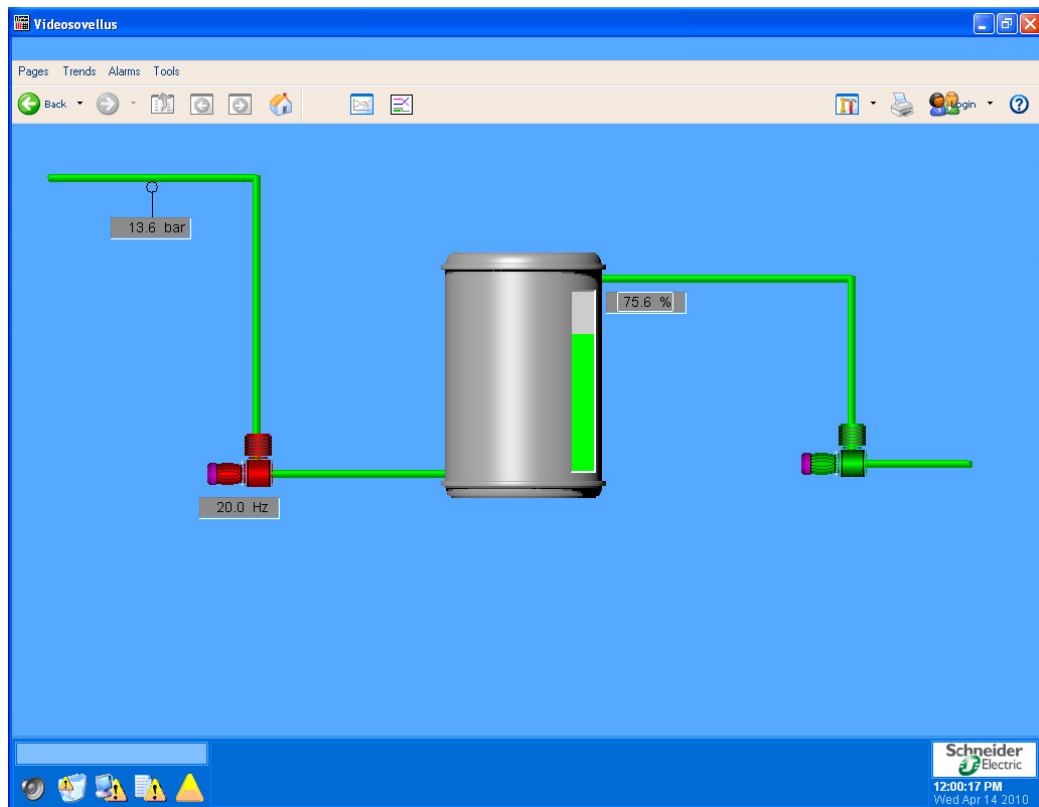 Videosovellus
Pages Trends Alarms Tools
Back Login
13.6 bar
75.6 %
20.0 Hz
Schneider
Electric
12:00:17 PM
Wed Apr 14 2010